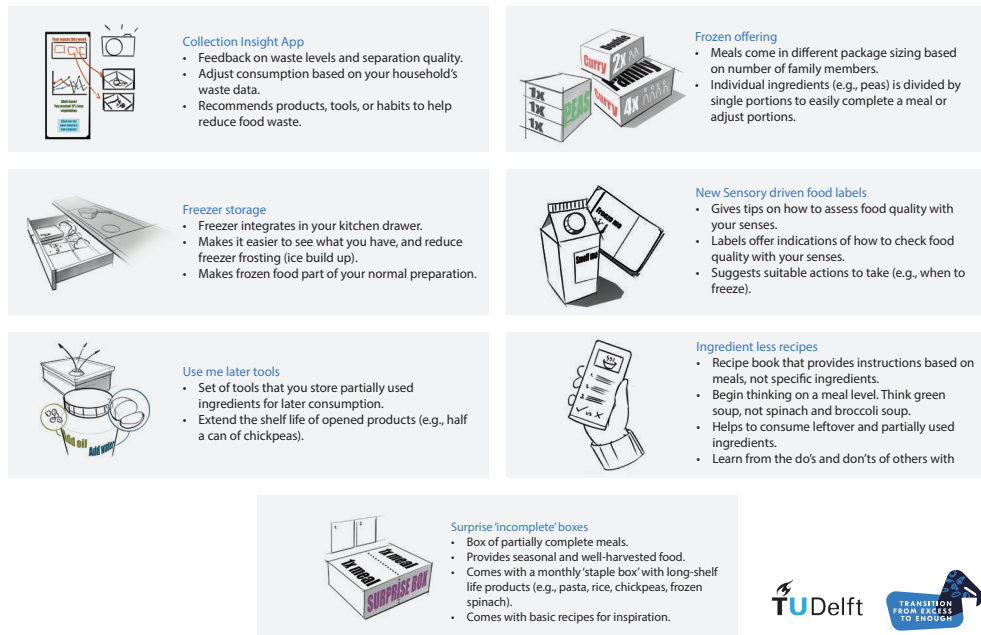 Collection Insight App
• Feedback on waste levels and separation quality.
• Adjust consumption based on your household's
waste data.
• Recommends products, tools, or habits to help
reduce food waste.
Your waste this week
Frozen offering
• Meals come in different package sizing based
on number of family members.
• Individual ingredients (e.g., peas) is divided by
single portions to easily complete a meal or
adjust portions.
Curry
2x
Family
Curry
4x
1x
1x
1x
PEAS
Freezer storage
• Freezer integrates in your kitchen drawer.
• Makes it easier to see what you have, and reduce
freezer frosting (ice build up).
• Makes frozen food part of your normal preparation.
New Sensory driven food labels
• Gives tips on how to assess food quality with
your senses.
• Labels offer indications of how to check food
quality with your senses.
• Suggests suitable actions to take (e.g., when to
freeze).
Freeze me
Smell me
Use me later tools
• Set of tools that you store partially used
ingredients for later consumption.
• Extend the shelf life of opened products (e.g., half
a can of chickpeas).
Add oil
Add water
Ingredient less recipes
• Recipe book that provides instructions based on
meals, not specific ingredients.
• Begin thinking on a meal level. Think green
soup, not spinach and broccoli soup.
• Helps to consume leftover and partially used
ingredients.
• Learn from the do's and don'ts of others with
Surprise 'incomplete' boxes
• Box of partially complete meals.
• Provides seasonal and well-harvested food.
• Comes with a monthly 'staple box' with long-shelf
life products (e.g., pasta, rice, chickpeas, frozen
spinach).
• Comes with basic recipes for inspiration.
1x meal
1x meal
SURPRISE BOX
TU Delft
TRANSITION
FROM EXCESS
TO ENOUGH